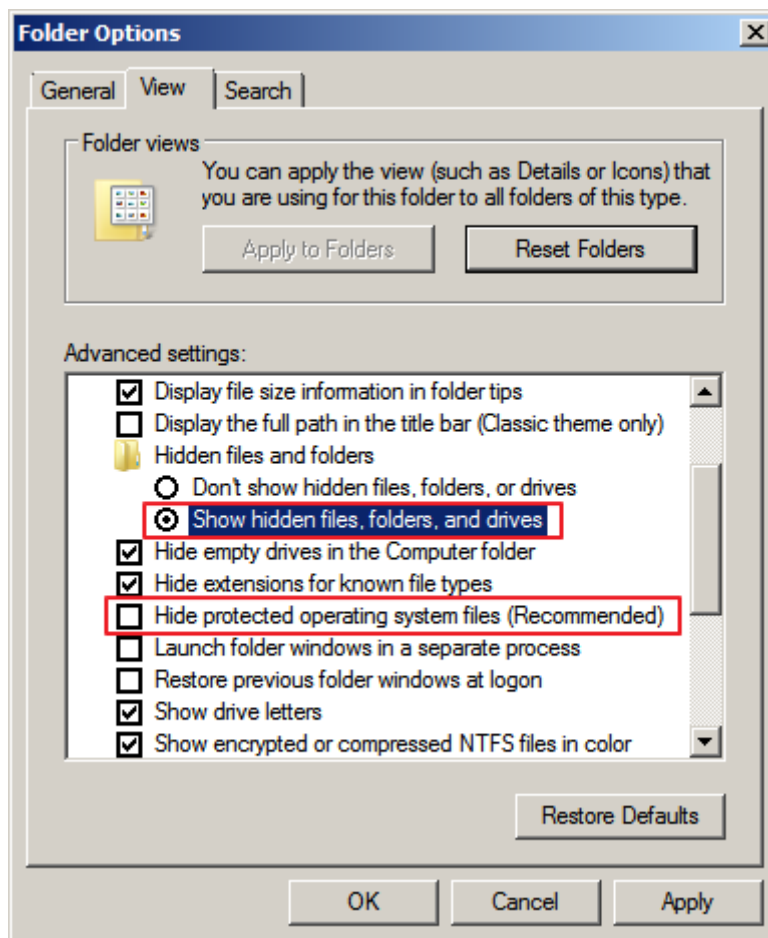 Folder Options
General View Search
Folder views
You can apply the view (such as Details or Icons) that
you are using for this folder to all folders of this type.
Apply to Folders Reset Folders
Advanced settings:
Display file size information in folder tips
Display the full path in the title bar (Classic theme only)
Hidden files and folders
Don't show hidden files, folders, or drives
Show hidden files, folders, and drives
Hide empty drives in the Computer folder
Hide extensions for known file types
Hide protected operating system files (Recommended)
Launch folder windows in a separate process
Restore previous folder windows at logon
Show drive letters
Show encrypted or compressed NTFS files in color
Restore Defaults
OK Cancel Apply